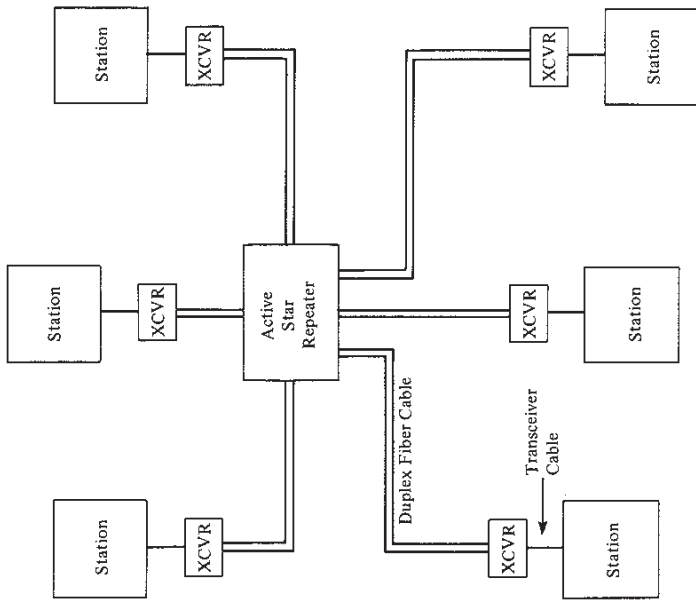 Station
XCVR
Station
XCVR
Station
XCVR
Active
Star
Repeater
Duplex Fiber Cable
XCVR
Station
XCVR
Station
XCVR
Station
Transceiver
Cable